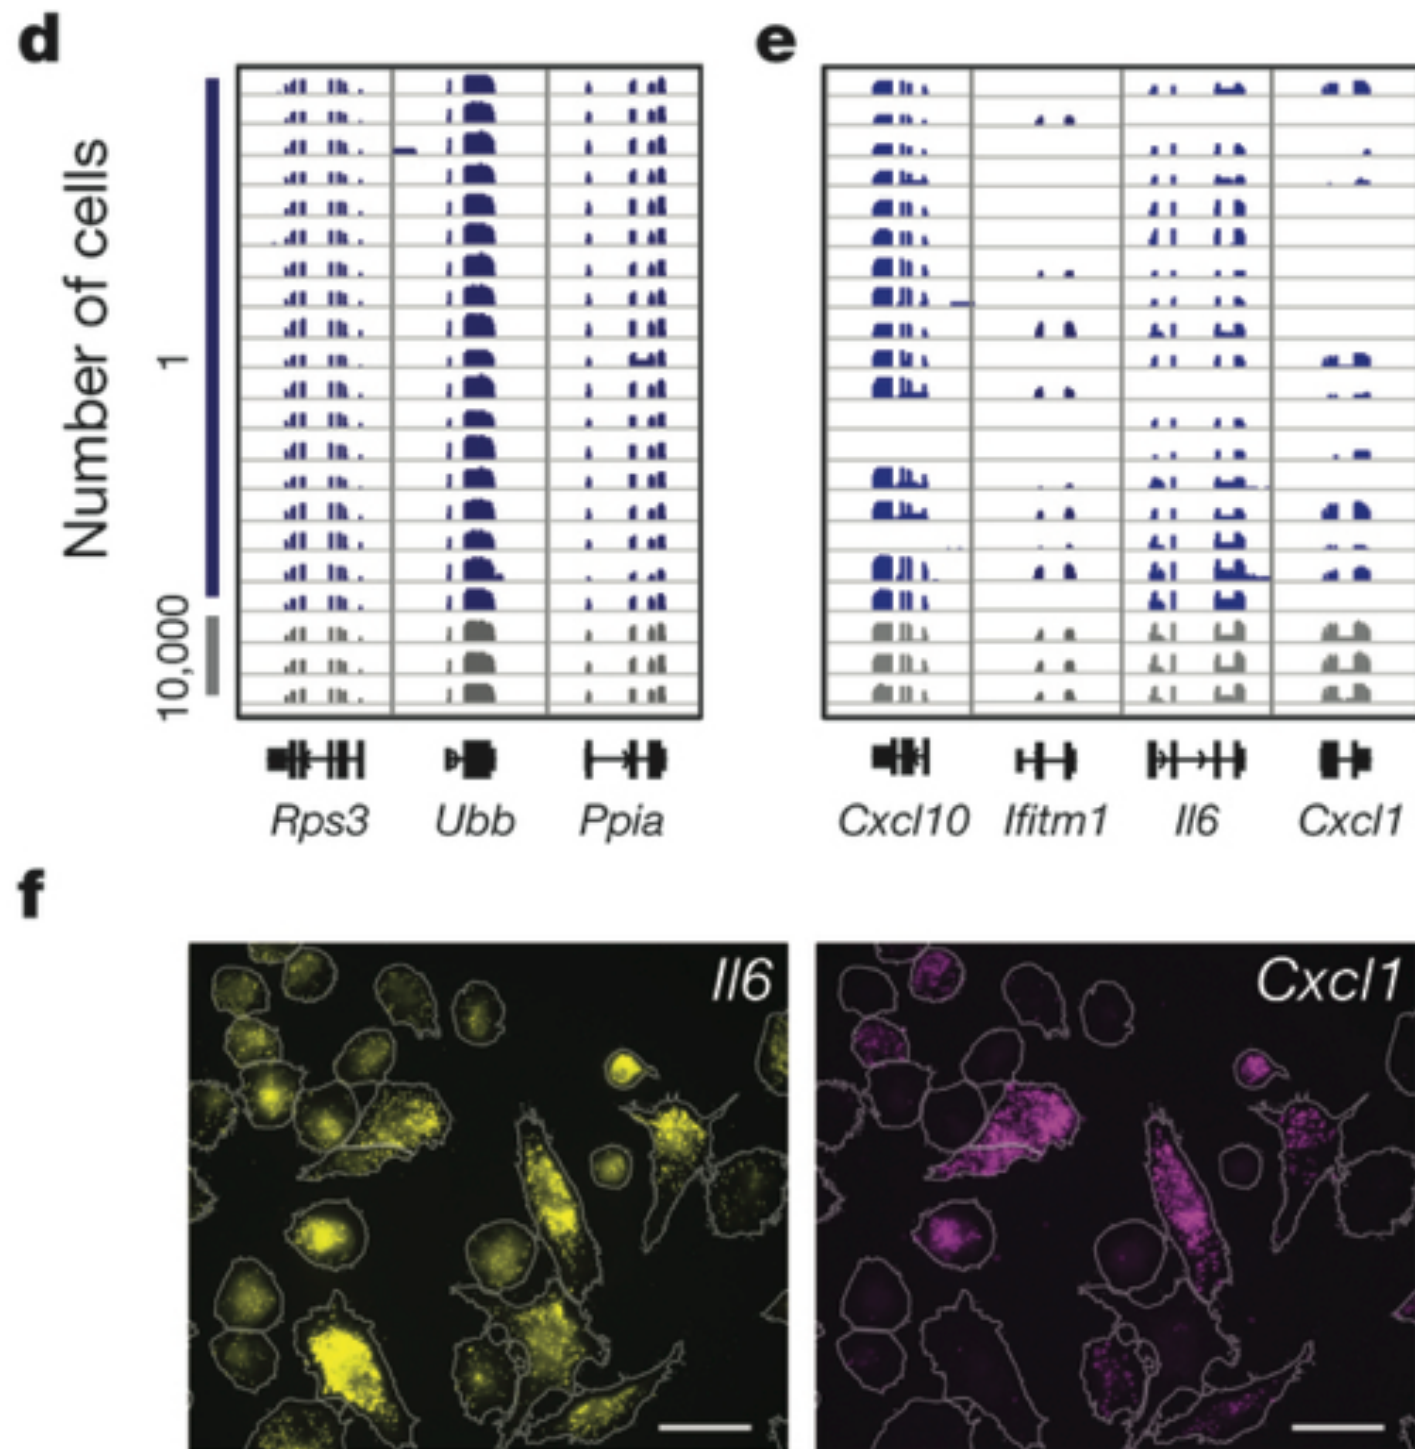 d
e
Number of cells
1
10,000
Rps3 Ubb Ppia
Cxcl10 Ifitm1 Il6 Cxcl1
f
Il6
Cxcl1